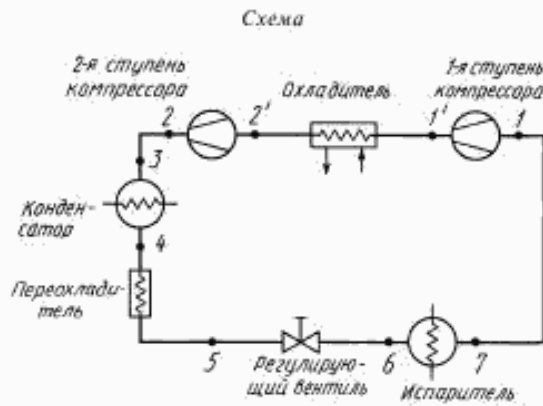 Схема
2-я ступень
компрессора
2
2'
Охладитель
1'
1-я ступень
компрессора
1
3
Конден-
сатор
4
Переохлади-
тель
5
Регулирую-
щий вентиль
6
Испаритель
7